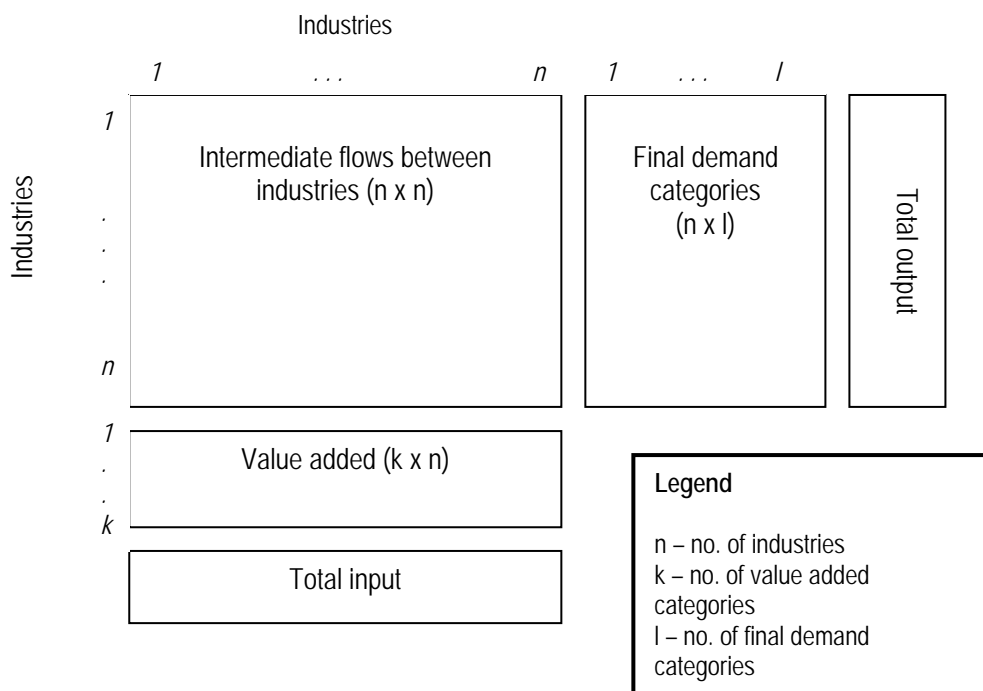 Industries
1 ... n 1 ... l
Industries
1
.
.
.
n
Intermediate flows between
industries (n x n)
Final demand
categories
(n x l)
Total output
1
.
.
k
Value added (k x n)
Total input
Legend
n – no. of industries
k – no. of value added
categories
l – no. of final demand
categories